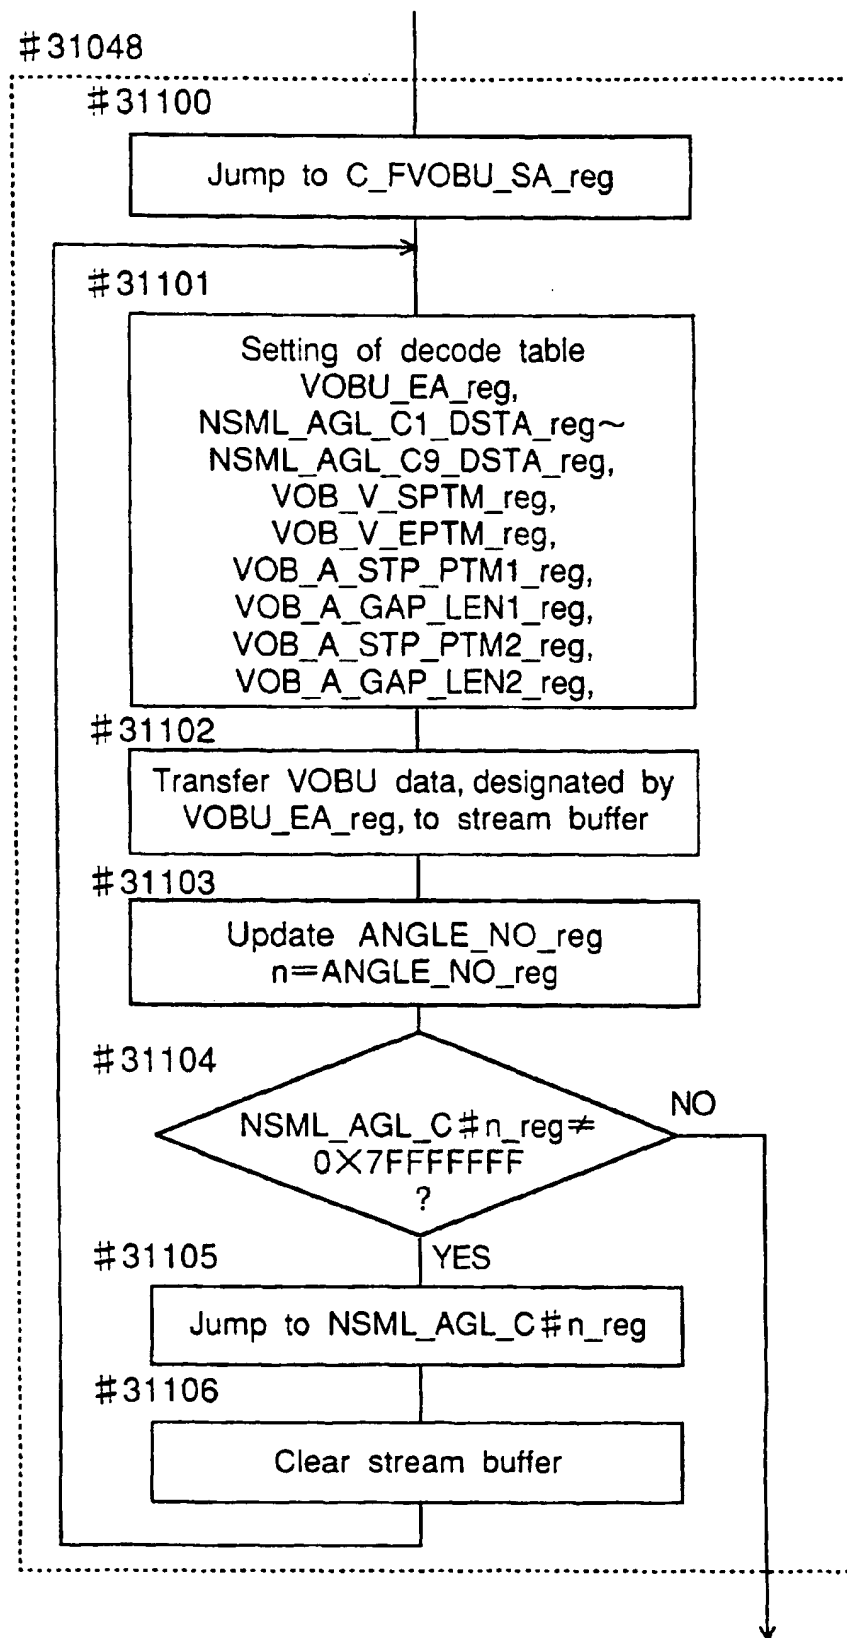 #31048
#31100
Jump to C_FVOBU_SA_reg
#31101
Setting of decode table
VOBU_EA_reg,
NSML_AGL_C1_DSTA_reg~
NSML_AGL_C9_DSTA_reg,
VOB_V_SPTM_reg,
VOB_V_EPTM_reg,
VOB_A_STP_PTM1_reg,
VOB_A_GAP_LEN1_reg,
VOB_A_STP_PTM2_reg,
VOB_A_GAP_LEN2_reg,
#31102
Transfer VOBU data, designated by
VOBU_EA_reg, to stream buffer
#31103
Update ANGLE_NO_reg
n=ANGLE_NO_reg
#31104
NO
NSML_AGL_C#n_reg≠
0X7FFFFFFF
?
#31105
YES
Jump to NSML_AGL_C#n_reg
#31106
Clear stream buffer